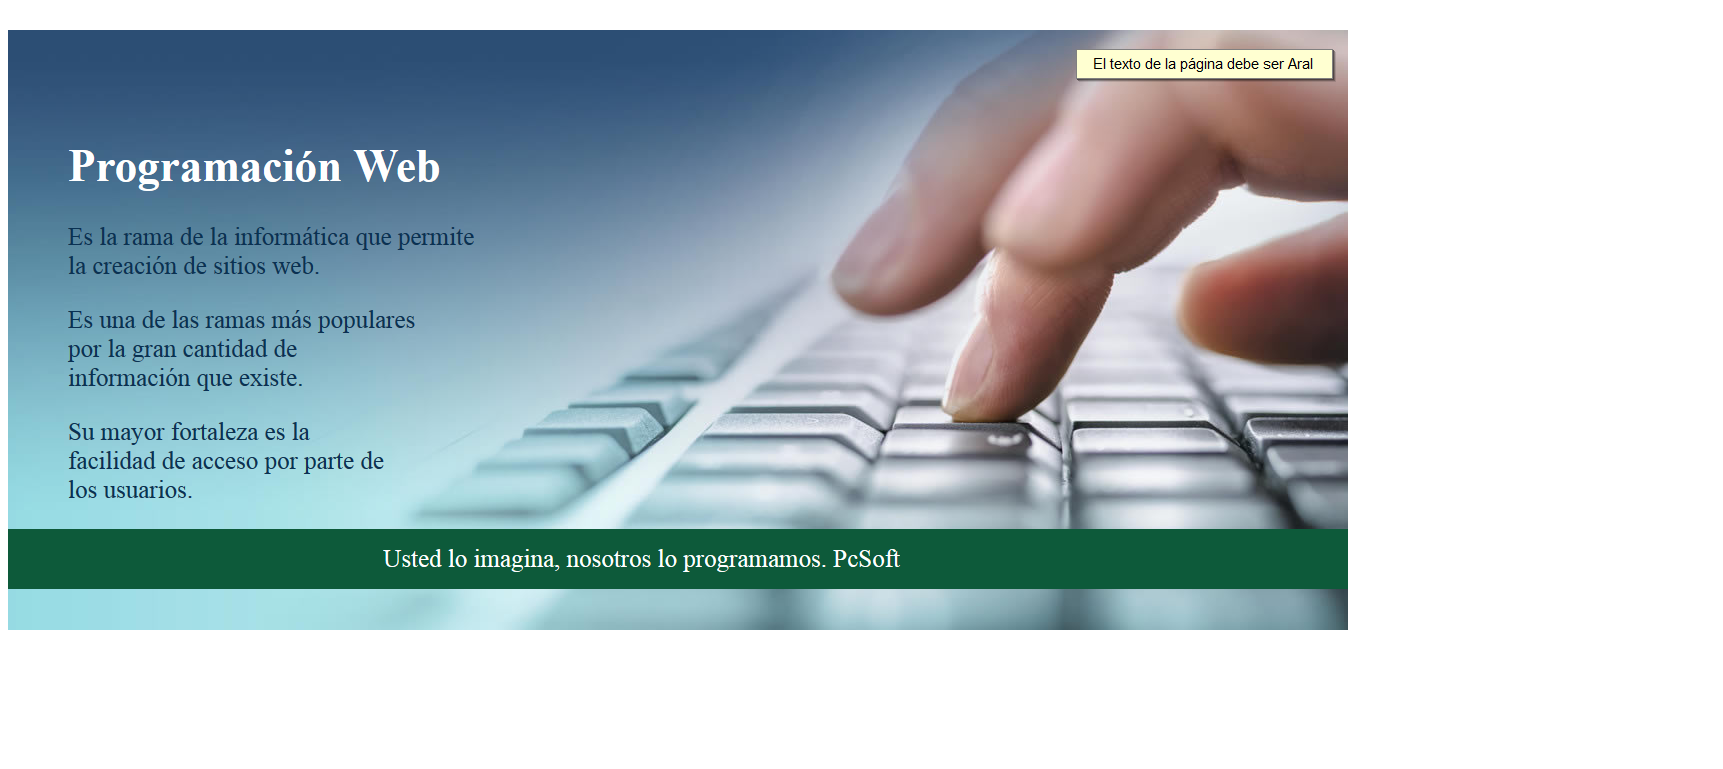 El texto de la página debe ser Aral
Programación Web
Es la rama de la informática que permite
la creación de sitios web.
Es una de las ramas más populares
por la gran cantidad de
información que existe.
Su mayor fortaleza es la
facilidad de acceso por parte de
los usuarios.
Usted lo imagina, nosotros lo programamos. PcSoft